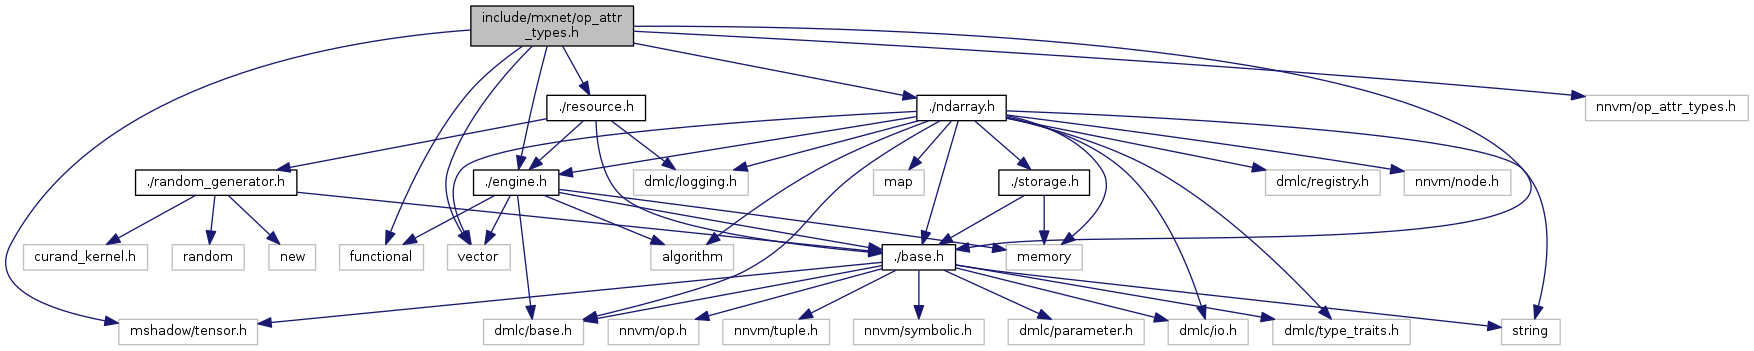 include/mxnet/op_attr
_types.h
./resource.h
./ndarray.h
nnvm/op_attr_types.h
./random_generator.h
./engine.h
dmlc/logging.h
map
./storage.h
dmlc/registry.h
nnvm/node.h
curand_kernel.h
random
new
functional
vector
algorithm
./base.h
memory
mshadow/tensor.h
dmlc/base.h
nnvm/op.h
nnvm/tuple.h
nnvm/symbolic.h
dmlc/parameter.h
dmlc/io.h
dmlc/type_traits.h
string